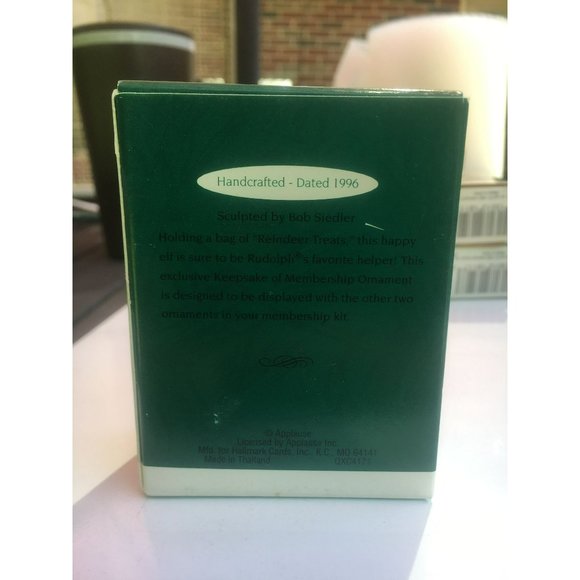 Handcrafted - Dated 1996
Sculpted by Bob Siedler
Holding a bag of "Reindeer Treats," this happy
elf is sure to be Rudolph®'s favorite helper! This
exclusive Keepsake of Membership Ornament
is designed to be displayed with the other two
ornaments in your membership kit.
© Applause
Licensed by Applause Inc.
Mfg. for Hallmark Cards, Inc., K.C., MO 64141
Made in Thailand QXC4171